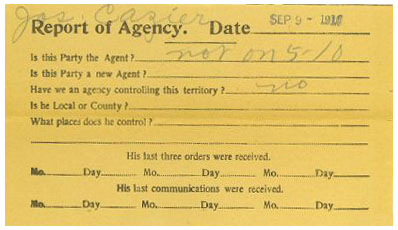 Jos. Cazier
Report of Agency. Date SEP 9 - 1910
Is this Party the Agent? not on 5-10
Is this Party a new Agent?
Have we an agency controlling this territory? no
Is he Local or County?
What places does he control?
His last three orders were received.
Mo. Day Mo. Day Mo. Day
His last communications were received.
Mo. Day Mo. Day Mo. Day